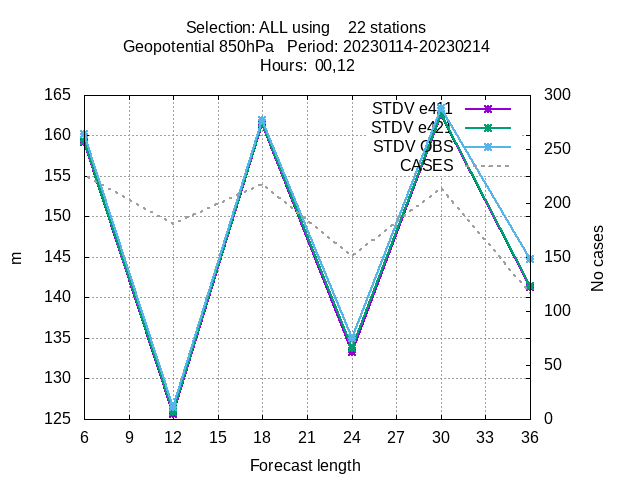 Selection: ALL using    22 stations
Geopotential 850hPa   Period: 20230114-20230214
Hours:  00,12
165
160
155
150
145
140
135
130
125
300
250
200
150
100
50
0
STDV e411
STDV e421
STDV OBS
CASES
m
No cases
6 9 12 15 18 21 24 27 30 33 36
Forecast length